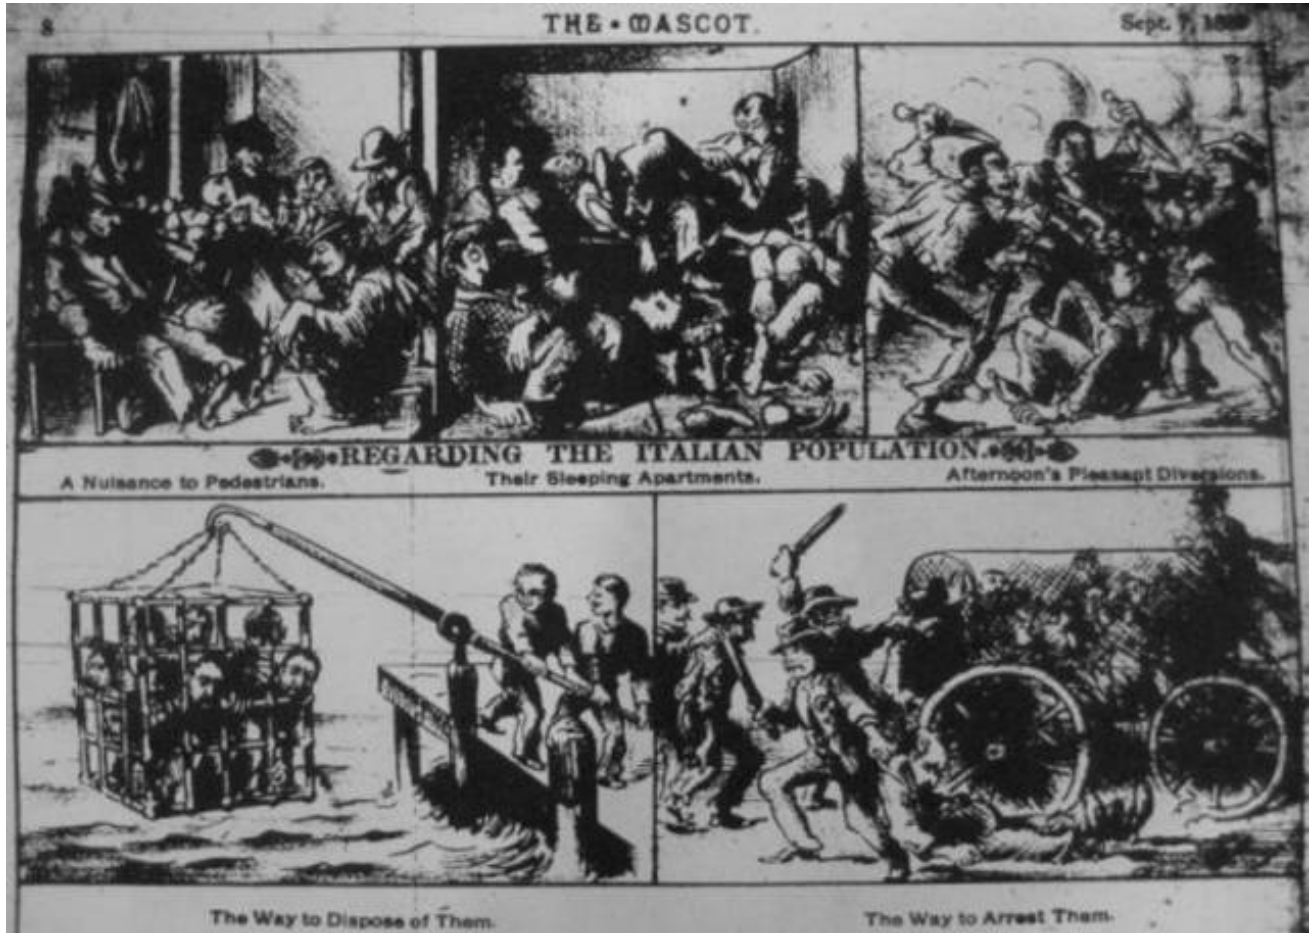 8
THE • MASCOT.
Sept. 7,
REGARDING THE ITALIAN POPULATION.
A Nuisance to Pedestrians.
Their Sleeping Apartments.
Afternoon's Pleasant Diversions.
The Way to Dispose of Them.
The Way to Arrest Them.